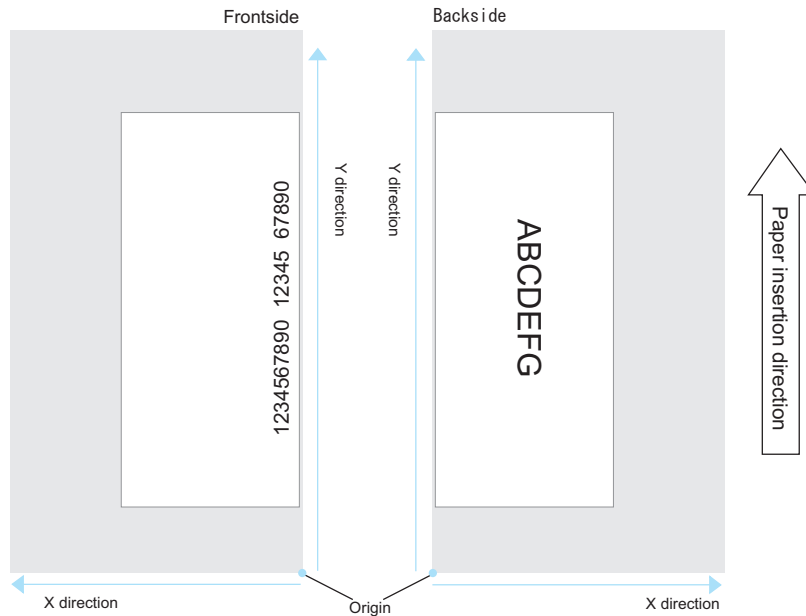 Frontside
Backside
Y direction
Y direction
1234567890 12345 67890
ABCDEFG
Paper insertion direction
X direction
Origin
X direction